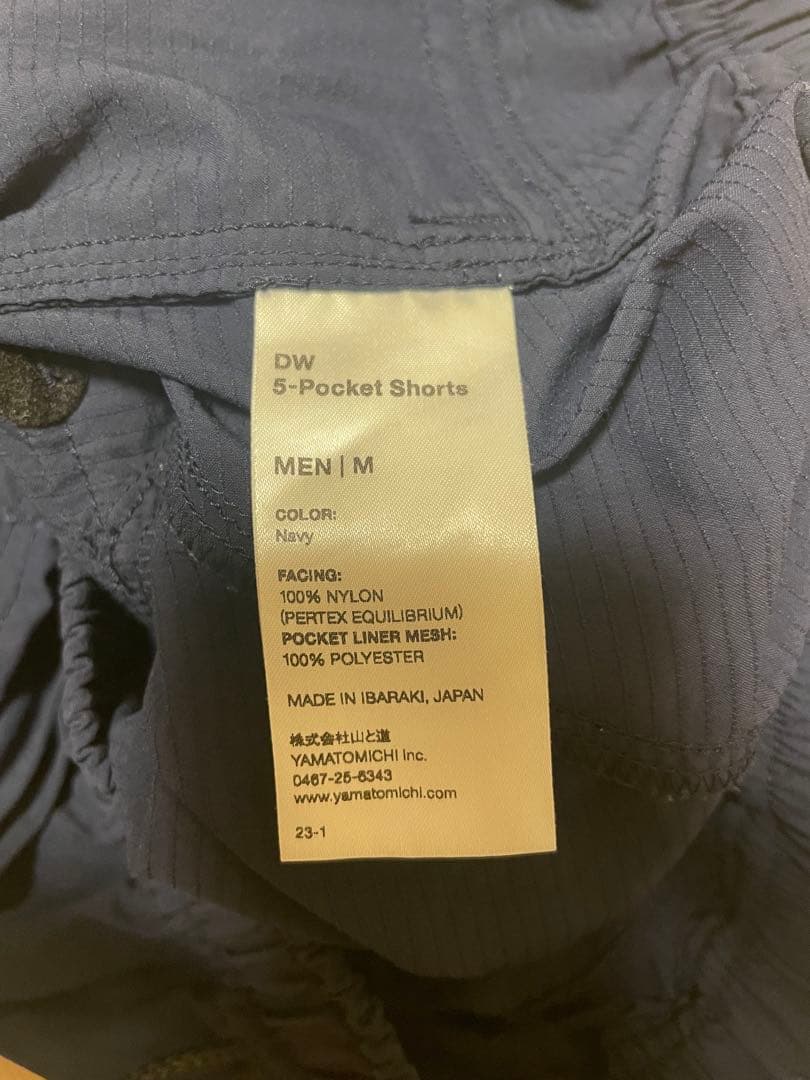 DW
5-Pocket Shorts
MEN | M
COLOR:
Navy
FACING:
100% NYLON
(PERTEX EQUILIBRIUM)
POCKET LINER MESH:
100% POLYESTER
MADE IN IBARAKI, JAPAN
株式会社山と道
YAMATOMICHI Inc.
0467-25-6343
www.yamatomichi.com
23-1